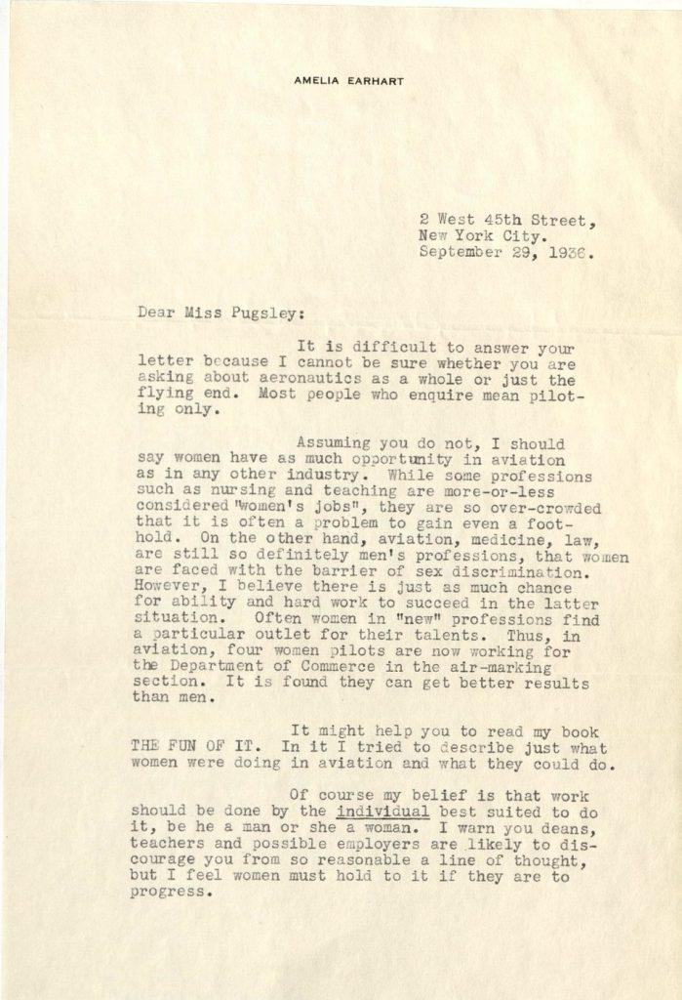 AMELIA EARHART
2 West 45th Street,
New York City.
September 29, 1936.
Dear Miss Pugsley:
It is difficult to answer your
letter because I cannot be sure whether you are
asking about aeronautics as a whole or just the
flying end.  Most people who enquire mean pilot-
ing only.
Assuming you do not, I should
say women have as much opportunity in aviation
as in any other industry.  While some professions
such as nursing and teaching are more-or-less
considered "women's jobs", they are so over-crowded
that it is often a problem to gain even a foot-
hold.  On the other hand, aviation, medicine, law,
are still so definitely men's professions, that women
are faced with the barrier of sex discrimination.
However, I believe there is just as much chance
for ability and hard work to succeed in the latter
situation.  Often women in "new" professions find
a particular outlet for their talents.  Thus, in
aviation, four women pilots are now working for
the Department of Commerce in the air-marking
section.  It is found they can get better results
than men.
It might help you to read my book
THE FUN OF IT.  In it I tried to describe just what
women were doing in aviation and what they could do.
Of course my belief is that work
should be done by the individual best suited to do
it, be he a man or she a woman.  I warn you deans,
teachers and possible employers are likely to dis-
courage you from so reasonable a line of thought,
but I feel women must hold to it if they are to
progress.